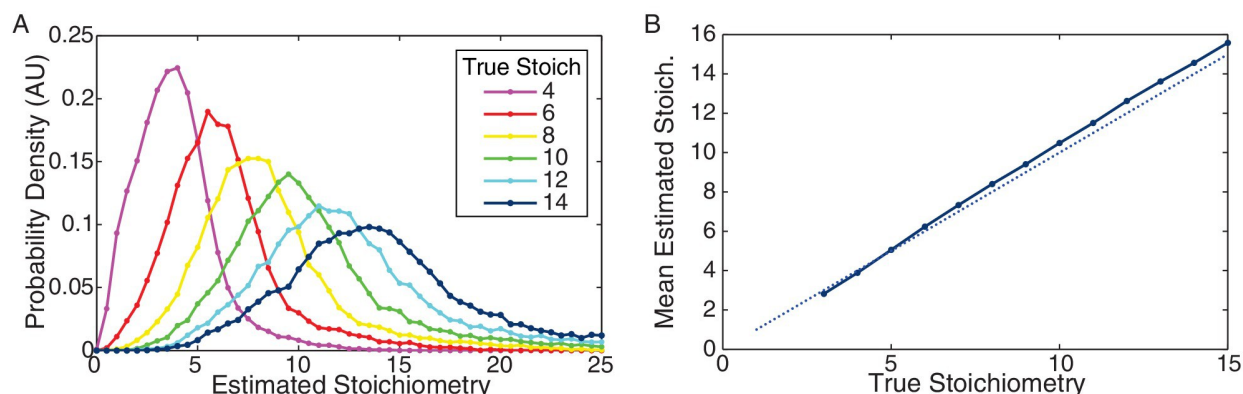 A
0.25
0.2
0.15
0.1
0.05
0
Probability Density (AU)
True Stoich
4
6
8
10
12
14
0 5 10 15 20 25
Estimated Stoichiometry
B
16
14
12
10
8
6
4
2
0
Mean Estimated Stoich.
0 5 10 15
True Stoichiometry